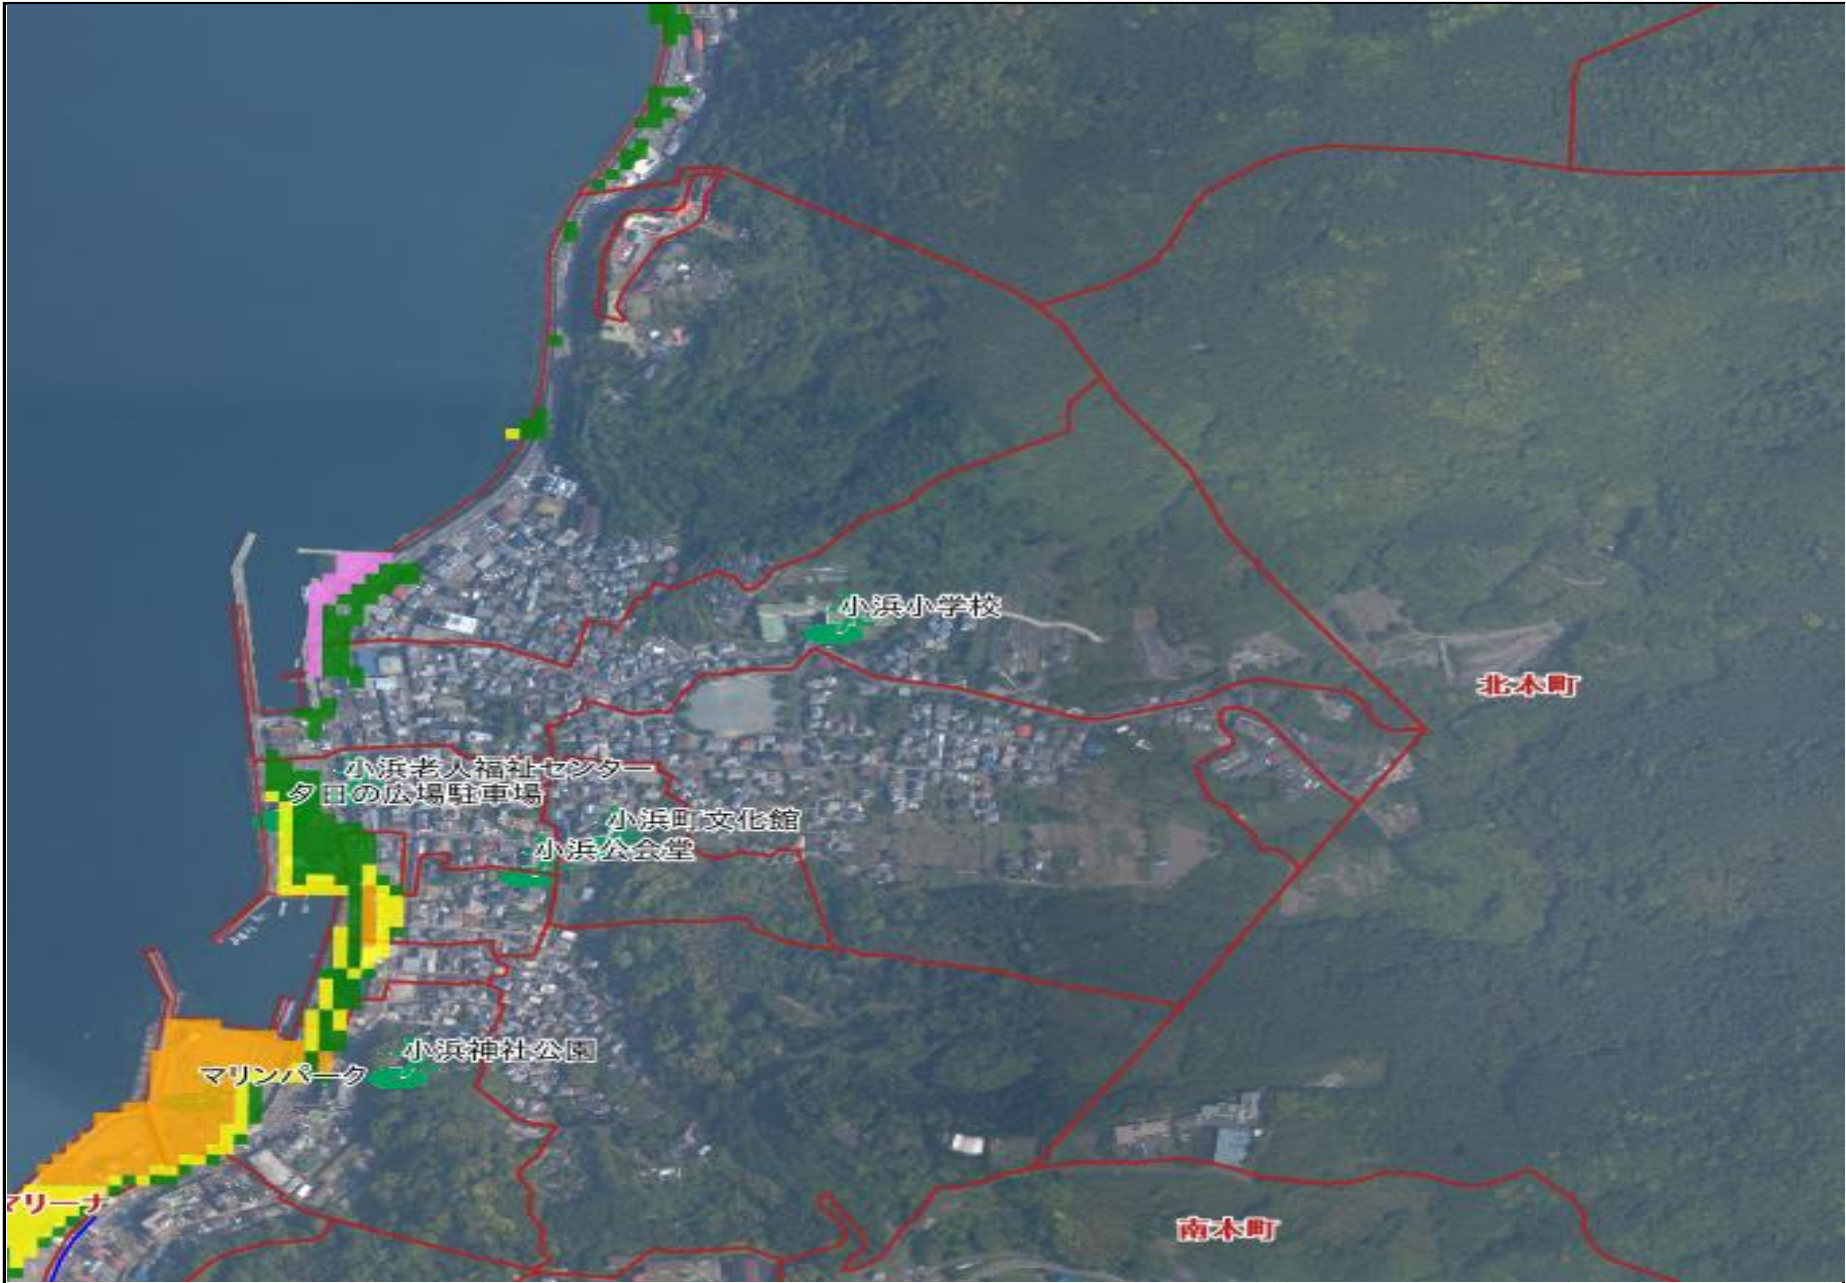 小浜小学校
北本町
小浜老人福祉センター
夕日の広場駐車場
小浜町文化館
小浜公会堂
小浜神社公園
マリンパーク
マリーナ
南本町